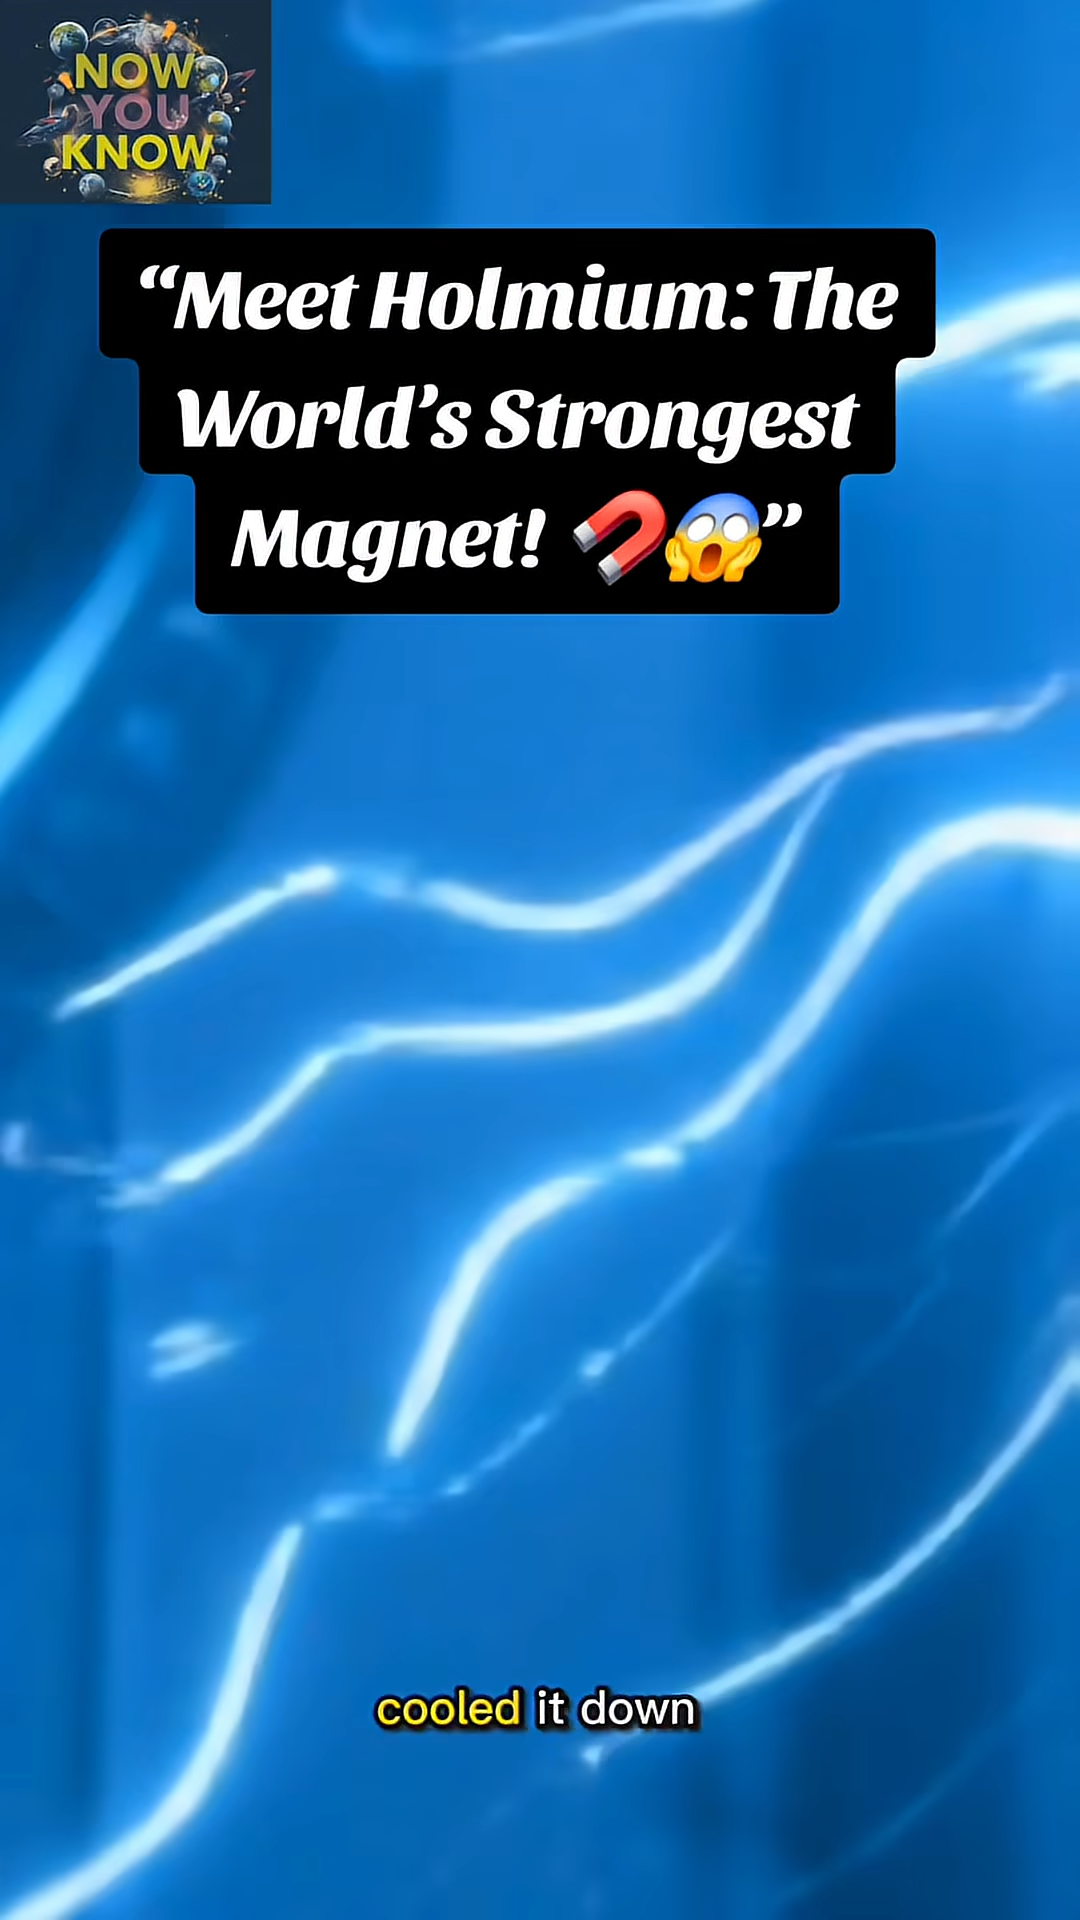 NOW
YOU
KNOW
“Meet Holmium: The
World’s Strongest
Magnet! 🧲😱”
cooled it down